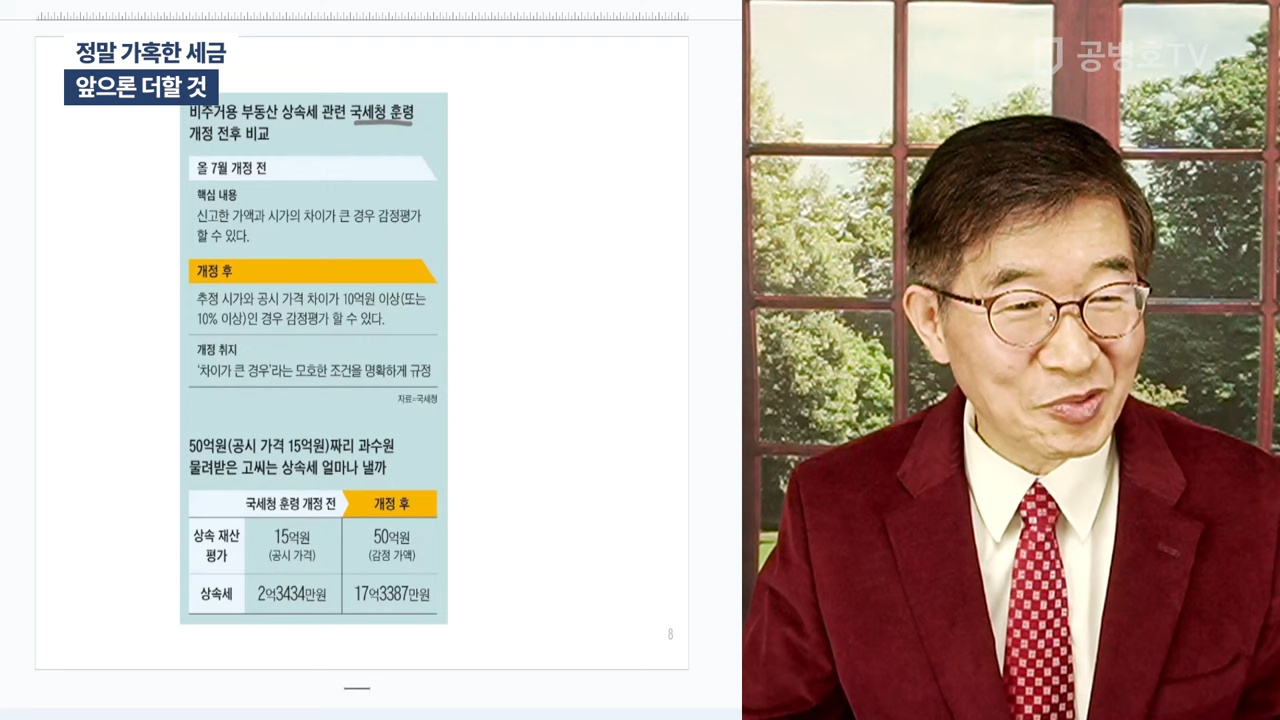 정말 가혹한 세금
앞으론 더할 것
공병호TV
비주거용 부동산 상속세 관련 국세청 훈령
개정 전후 비교
올 7월 개정 전
핵심 내용
신고한 가액과 시가의 차이가 큰 경우 감정평가
할 수 있다.
개정 후
추정 시가와 공시 가격 차이가 10억원 이상(또는
10% 이상)인 경우 감정평가 할 수 있다.
개정 취지
‘차이가 큰 경우’라는 모호한 조건을 명확하게 규정
자료=국세청
50억원(공시 가격 15억원)짜리 과수원
물려받은 고씨는 상속세 얼마나 낼까
국세청 훈령 개정 전 개정 후
상속 재산 평가 15억원 50억원
(공시 가격) (감정 가액)
상속세 2억3434만원 17억3387만원
8